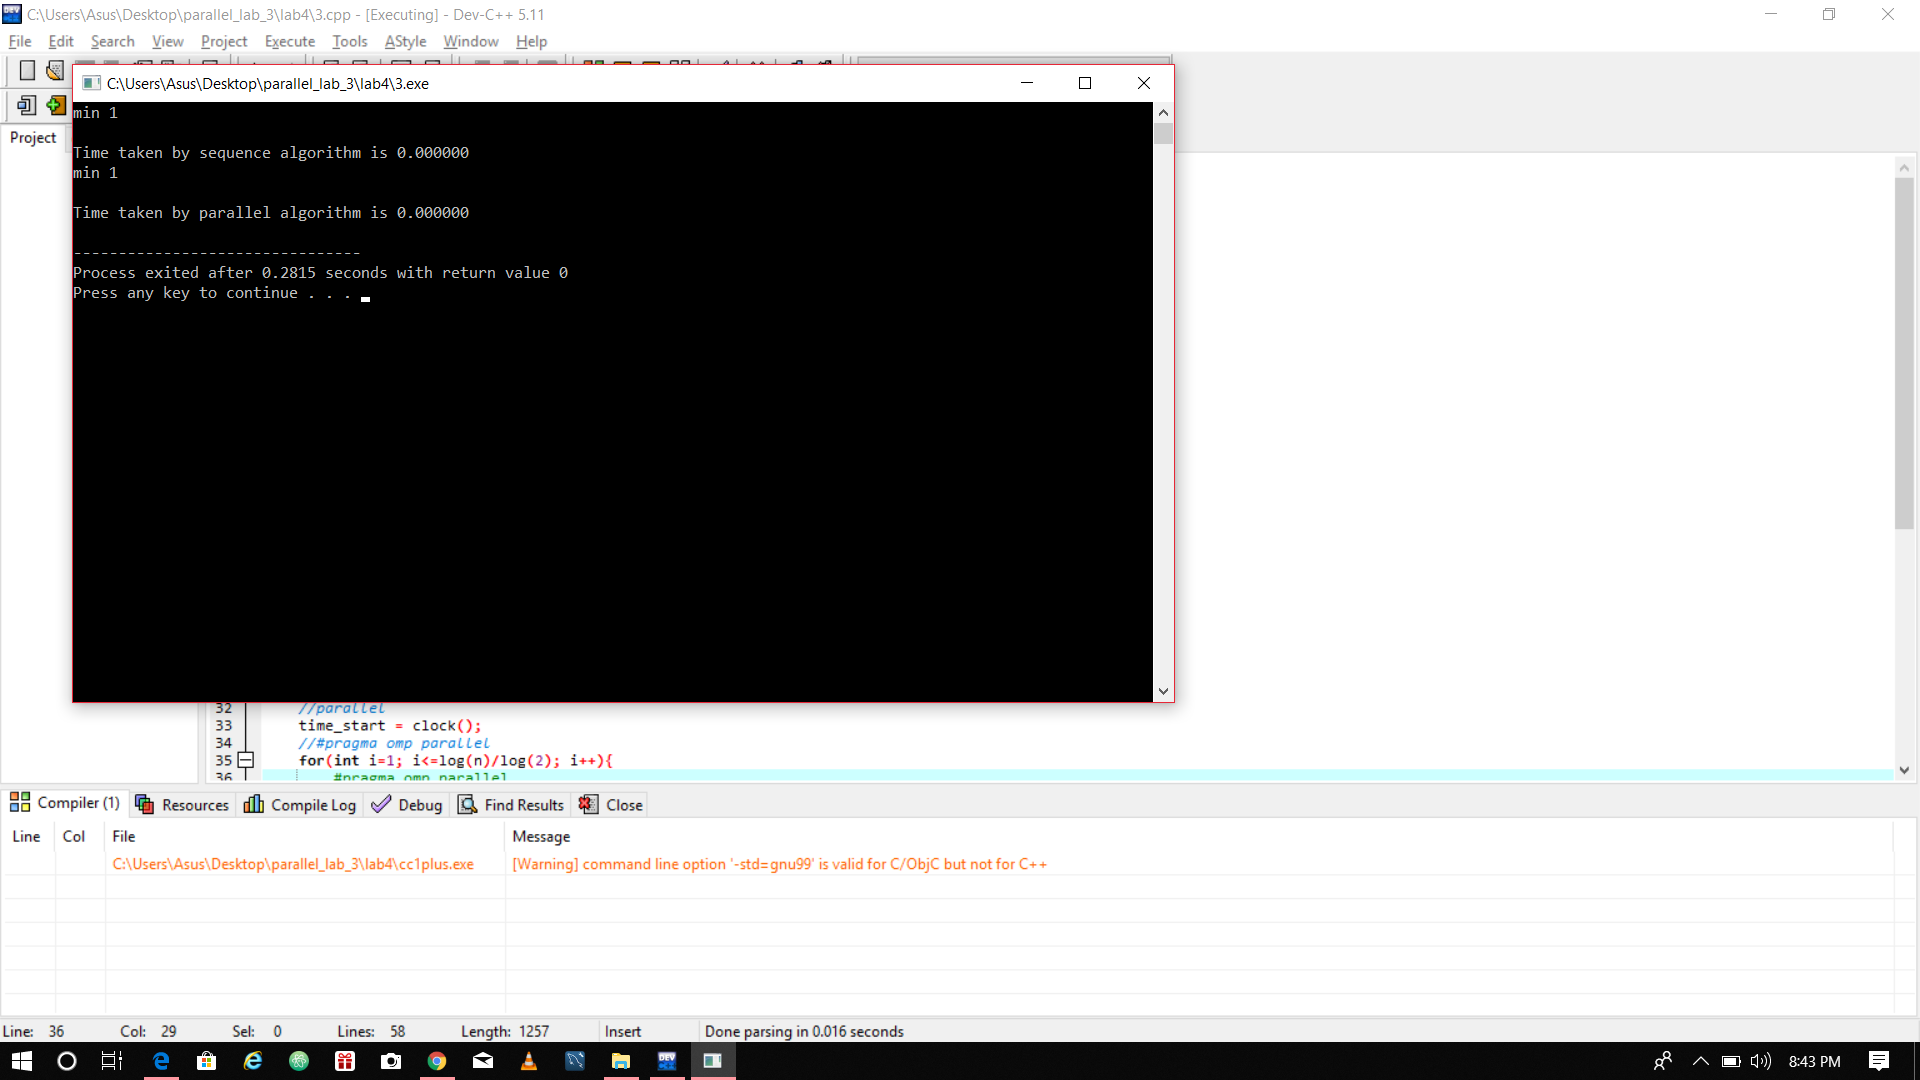 C:\Users\Asus\Desktop\parallel_lab_3\lab4\3.cpp - [Executing] - Dev-C++ 5.11
File Edit Search View Project Execute Tools AStyle Window Help
C:\Users\Asus\Desktop\parallel_lab_3\lab4\3.exe
min 1
Project
Time taken by sequence algorithm is 0.000000
min 1
Time taken by parallel algorithm is 0.000000
--------------------------------
Process exited after 0.2815 seconds with return value 0
Press any key to continue . . .
32 //parallel
33 time_start = clock();
34 //#pragma omp parallel
35 for(int i=1; i<=log(n)/log(2); i++){
36 #pragma omp parallel
Compiler (1) Resources Compile Log Debug Find Results Close
Line Col File Message
C:\Users\Asus\Desktop\parallel_lab_3\lab4\cc1plus.exe [Warning] command line option '-std=gnu99' is valid for C/ObjC but not for C++
Line: 36 Col: 29 Sel: 0 Lines: 58 Length: 1257 Insert Done parsing in 0.016 seconds
DEV 8:43 PM